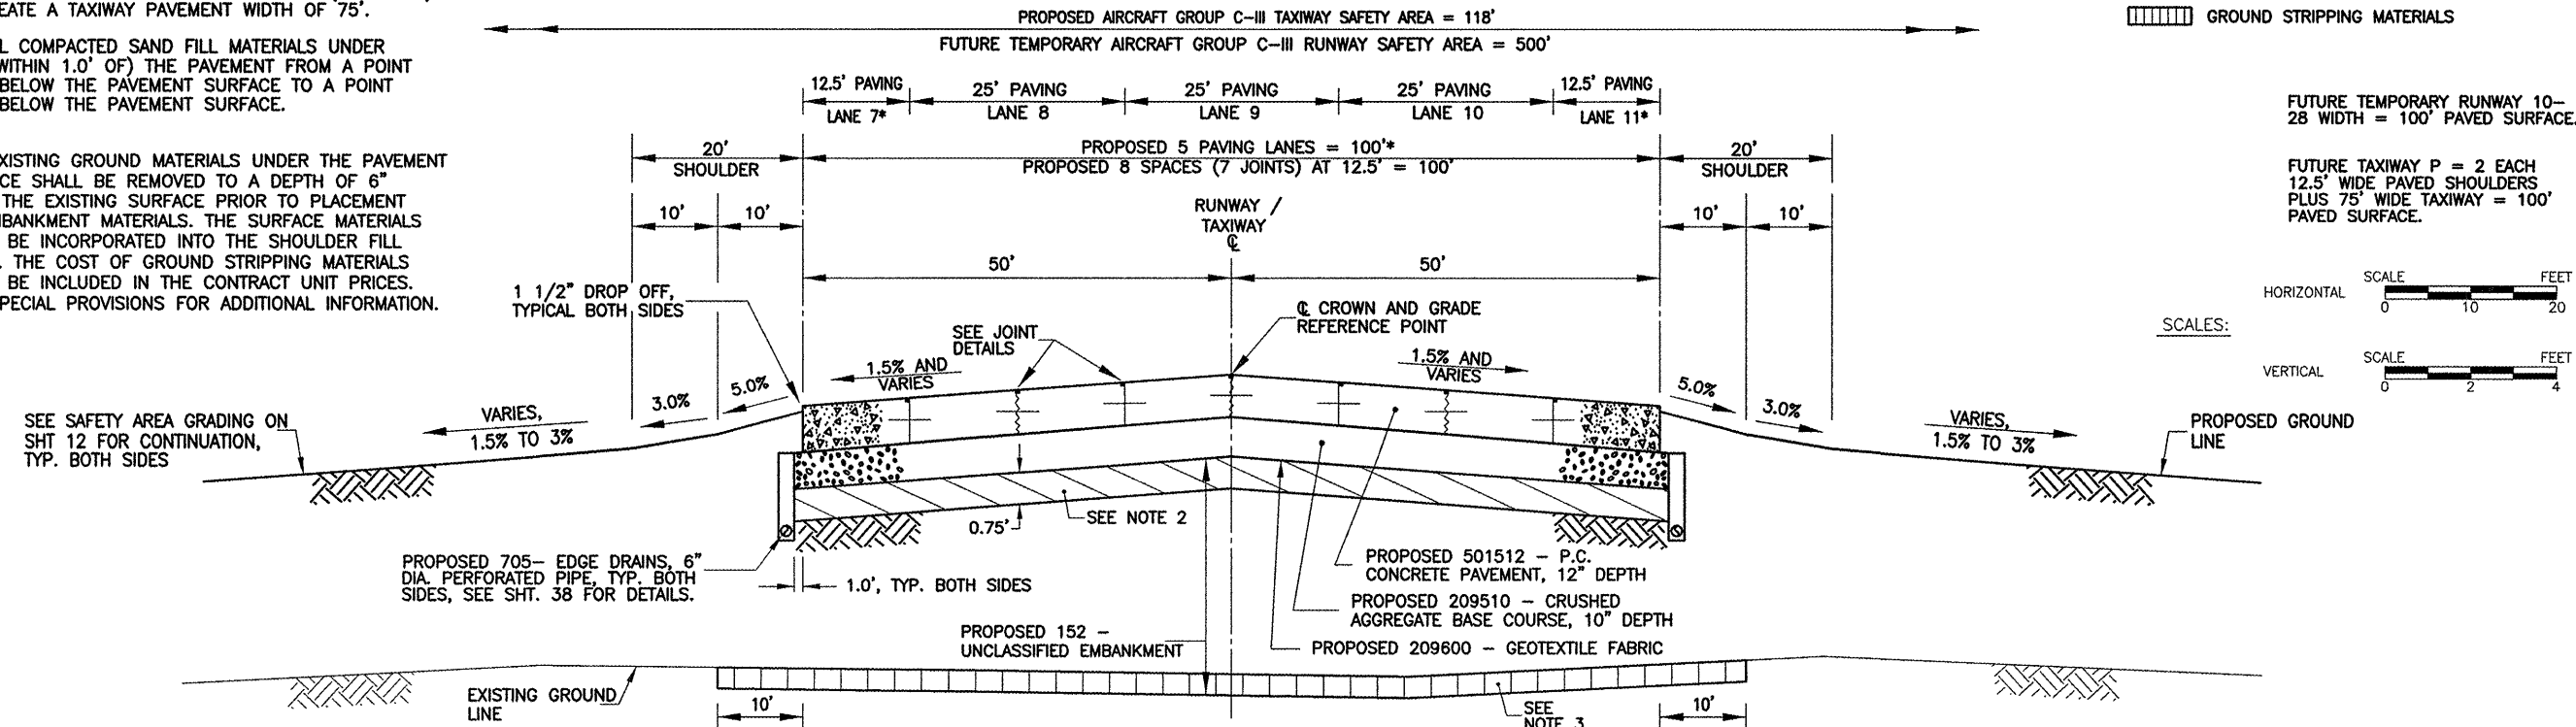 EATE A TAXIWAY PAVEMENT WIDTH OF 75'.
L COMPACTED SAND FILL MATERIALS UNDER
WITHIN 1.0' OF) THE PAVEMENT FROM A POINT
BELOW THE PAVEMENT SURFACE TO A POINT
BELOW THE PAVEMENT SURFACE.
XISTING GROUND MATERIALS UNDER THE PAVEMENT
CE SHALL BE REMOVED TO A DEPTH OF 6"
THE EXISTING SURFACE PRIOR TO PLACEMENT
MBANKMENT MATERIALS. THE SURFACE MATERIALS
BE INCORPORATED INTO THE SHOULDER FILL
. THE COST OF GROUND STRIPPING MATERIALS
BE INCLUDED IN THE CONTRACT UNIT PRICES.
PECIAL PROVISIONS FOR ADDITIONAL INFORMATION.
PROPOSED AIRCRAFT GROUP C-III TAXIWAY SAFETY AREA = 118'
FUTURE TEMPORARY AIRCRAFT GROUP C-III RUNWAY SAFETY AREA = 500'
12.5' PAVING
LANE 7*
25' PAVING
LANE 8
25' PAVING
LANE 9
25' PAVING
LANE 10
12.5' PAVING
LANE 11*
20'
SHOULDER
PROPOSED 5 PAVING LANES = 100'*
PROPOSED 8 SPACES (7 JOINTS) AT 12.5' = 100'
20'
SHOULDER
10'
10'
RUNWAY /
TAXIWAY
℄
10'
10'
50'
50'
GROUND STRIPPING MATERIALS
FUTURE TEMPORARY RUNWAY 10-
28 WIDTH = 100' PAVED SURFACE.
FUTURE TAXIWAY P = 2 EACH
12.5' WIDE PAVED SHOULDERS
PLUS 75' WIDE TAXIWAY = 100'
PAVED SURFACE.
SCALE FEET
HORIZONTAL
0 10 20
SCALES:
SCALE FEET
VERTICAL
0 2 4
1 1/2" DROP OFF,
TYPICAL BOTH SIDES
SEE JOINT
DETAILS
℄ CROWN AND GRADE
REFERENCE POINT
1.5% AND
VARIES
1.5% AND
VARIES
5.0%
3.0%
5.0%
3.0%
SEE SAFETY AREA GRADING ON
SHT 12 FOR CONTINUATION,
TYP. BOTH SIDES
VARIES,
1.5% TO 3%
VARIES,
1.5% TO 3%
PROPOSED GROUND
LINE
0.75'
SEE NOTE 2
PROPOSED 705- EDGE DRAINS, 6"
DIA. PERFORATED PIPE, TYP. BOTH
SIDES, SEE SHT. 38 FOR DETAILS.
1.0', TYP. BOTH SIDES
PROPOSED 501512 - P.C.
CONCRETE PAVEMENT, 12" DEPTH
PROPOSED 209510 - CRUSHED
AGGREGATE BASE COURSE, 10" DEPTH
PROPOSED 152 -
UNCLASSIFIED EMBANKMENT
PROPOSED 209600 - GEOTEXTILE FABRIC
EXISTING GROUND
LINE
10'
SEE
NOTE 3
10'